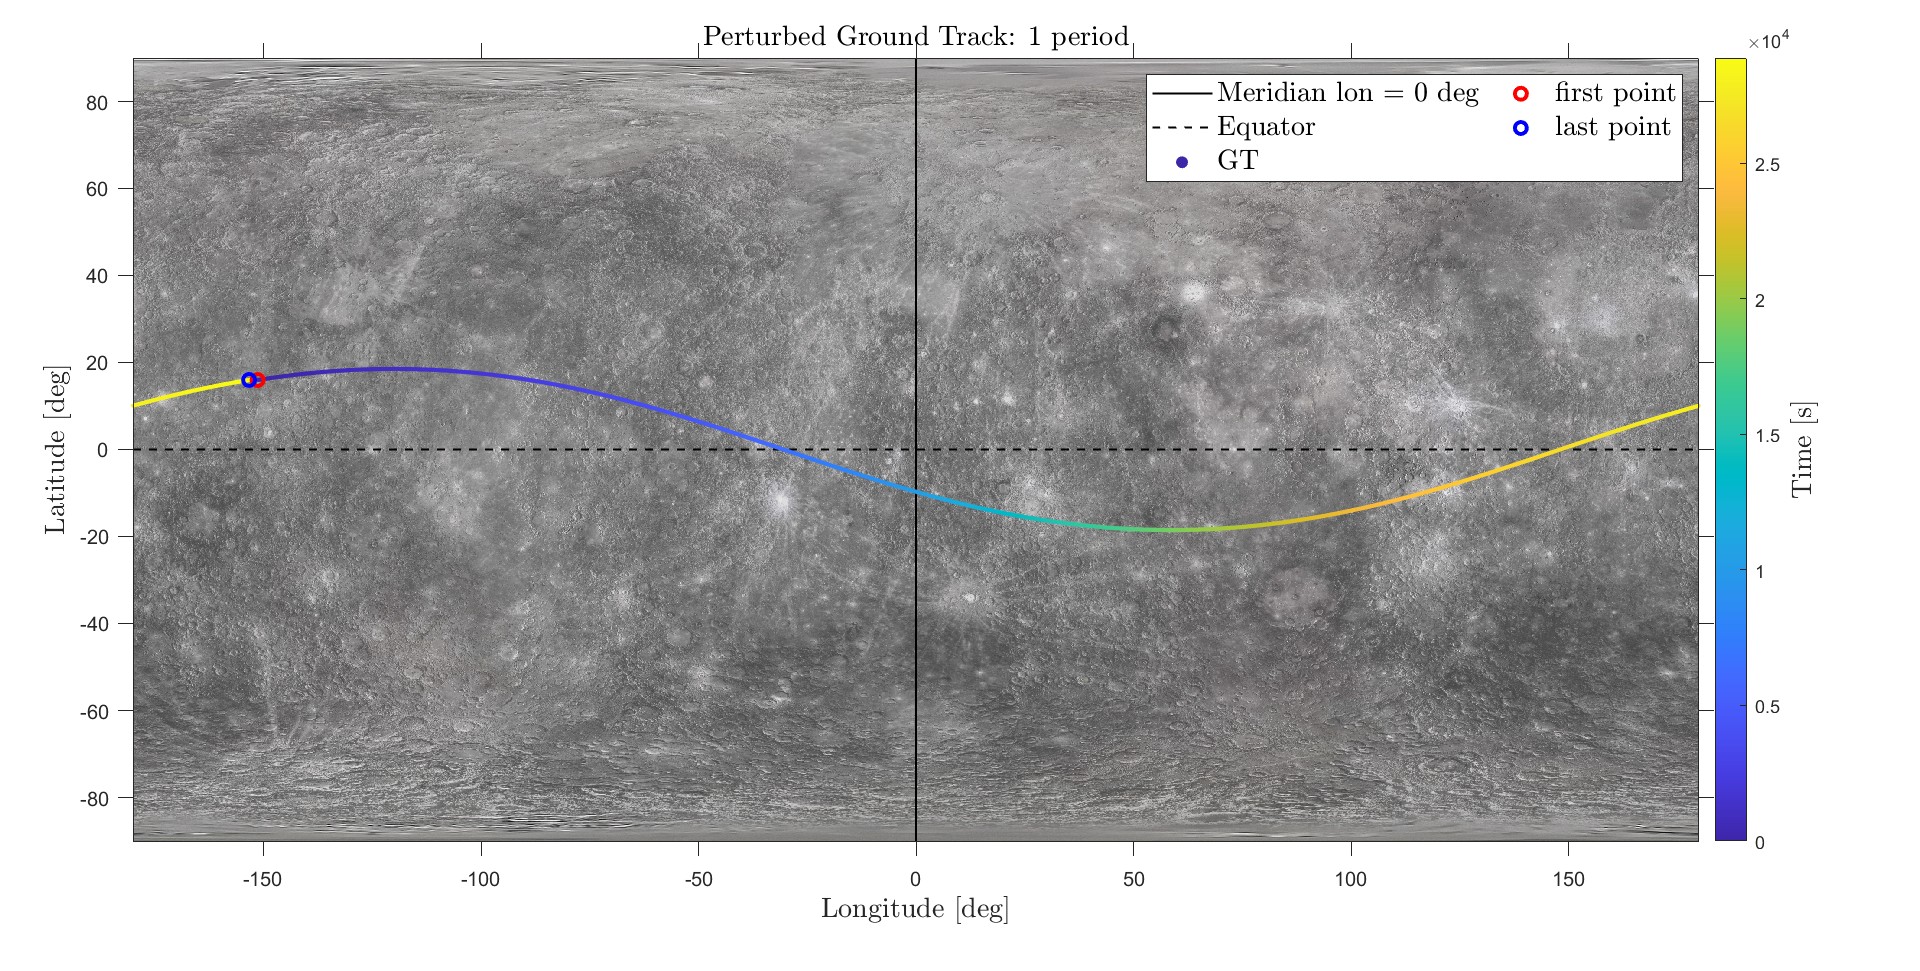 Perturbed Ground Track: 1 period
×10⁴
Meridian lon = 0 deg
first point
Equator
last point
GT
80
60
40
20
0
-20
-40
-60
-80
Latitude [deg]
-150
-100
-50
0
50
100
150
Longitude [deg]
2.5
2
1.5
1
0.5
0
Time [s]